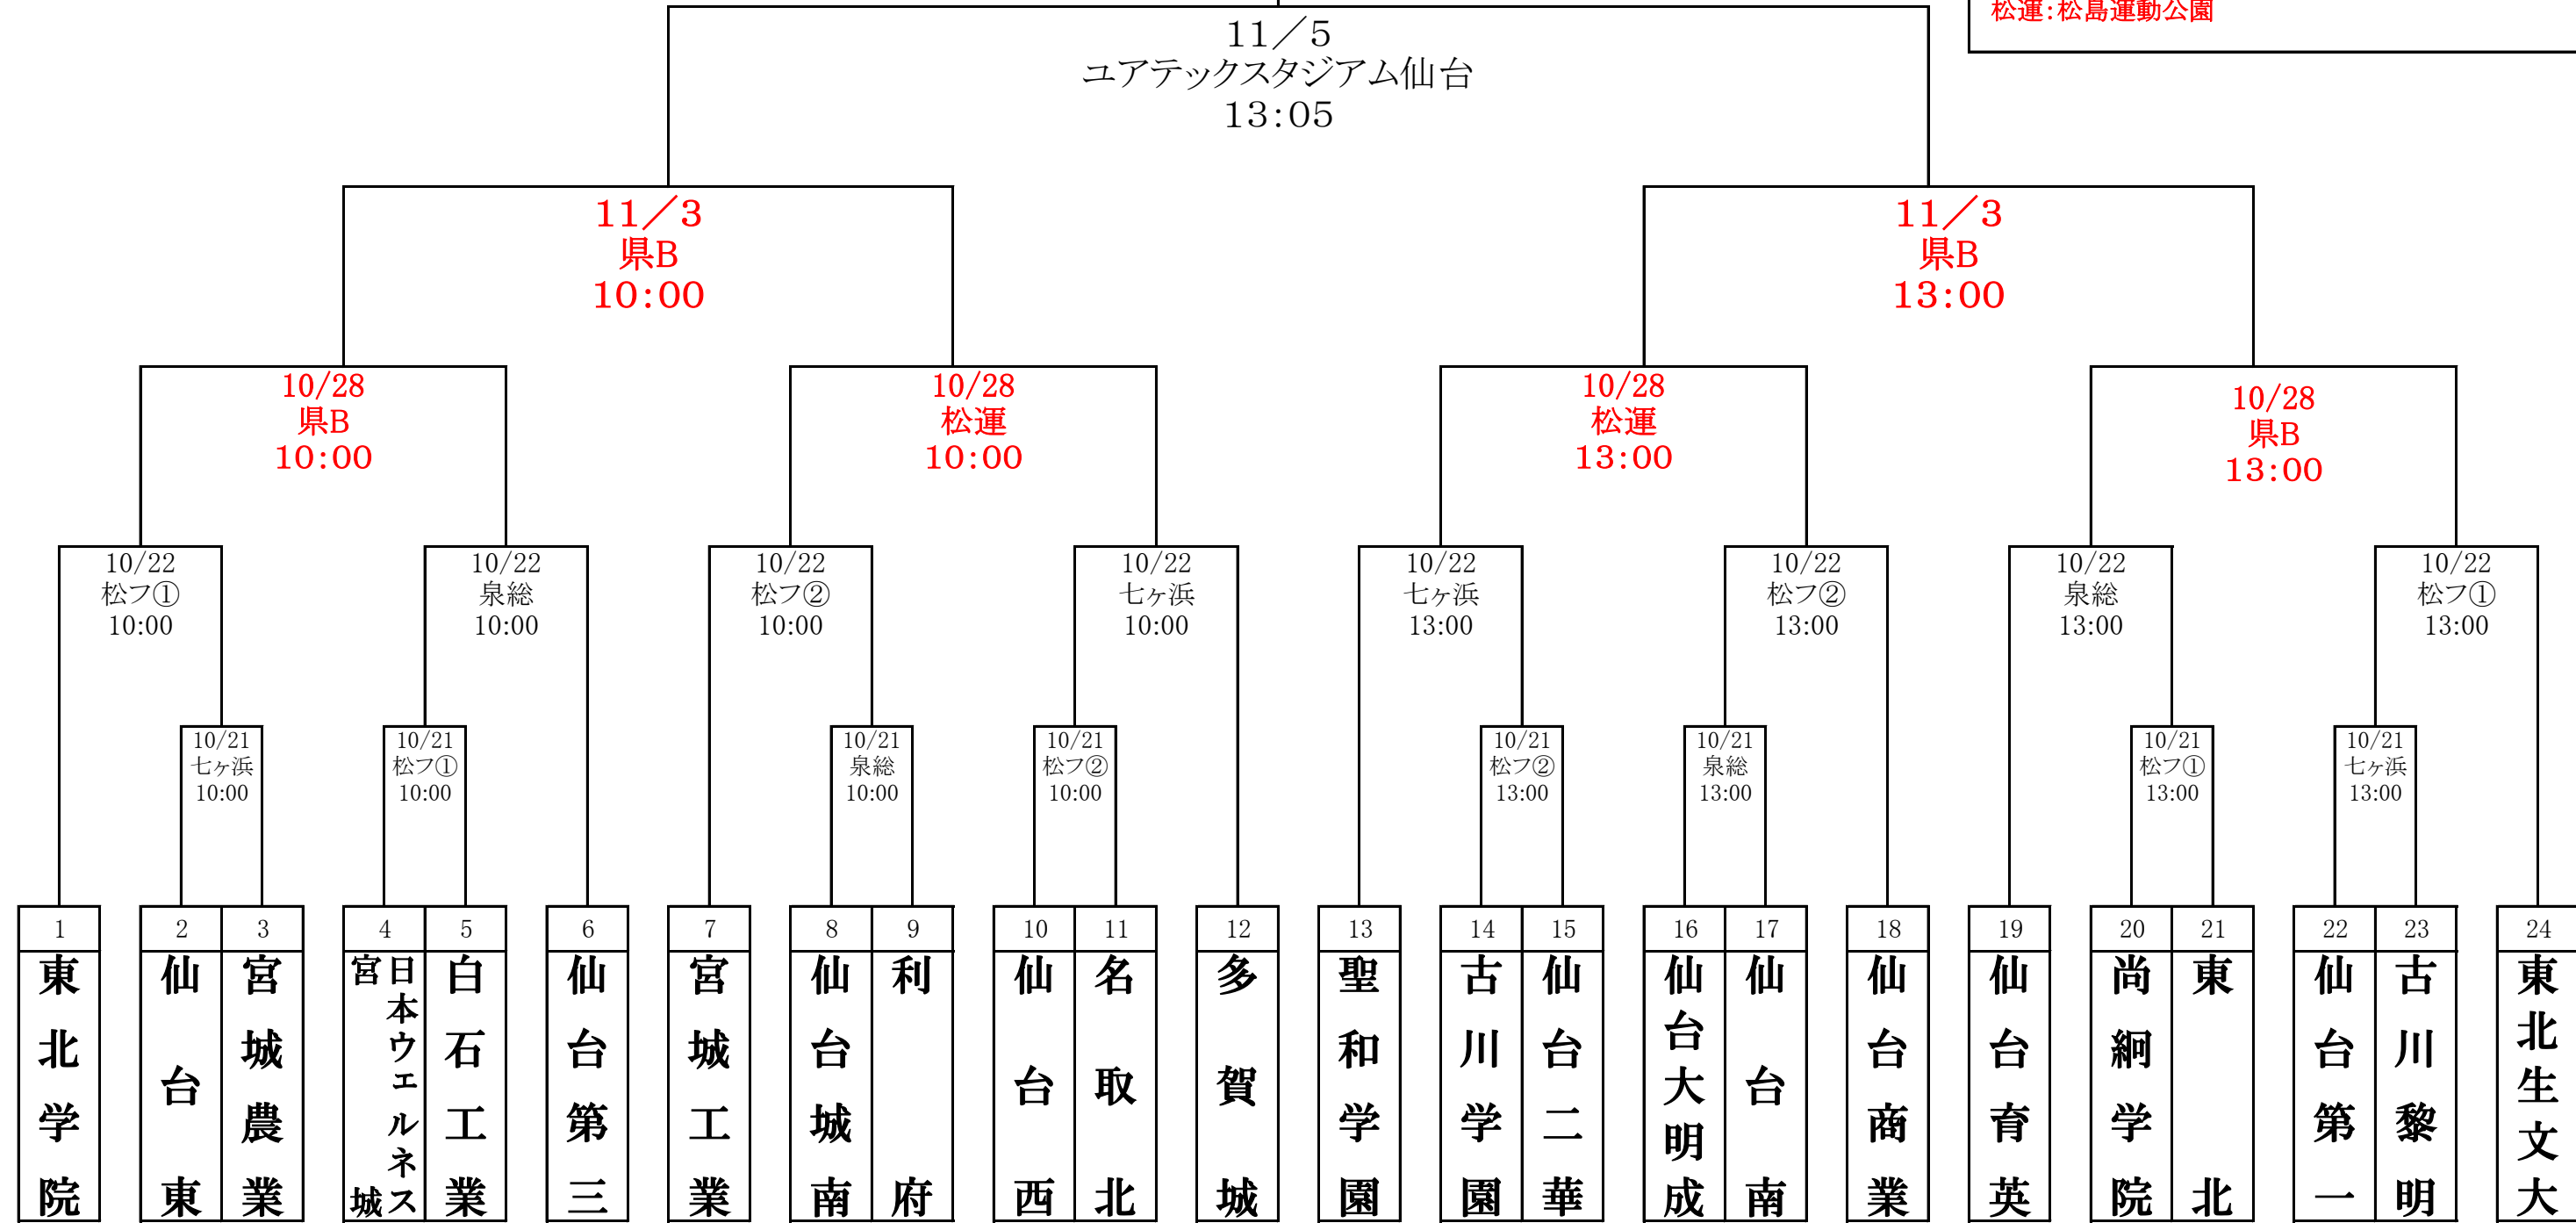 松運：松島運動公園
11／5
ユアテックスタジアム仙台
13：05
11／3
県B
10：00
11／3
県B
13：00
10/28
県B
10：00
10/28
松運
10：00
10/28
松運
13：00
10/28
県B
13：00
10/22
松フ①
10:00
10/22
泉総
10:00
10/22
松フ②
10:00
10/22
七ヶ浜
10:00
10/22
七ヶ浜
13:00
10/22
松フ②
13:00
10/22
泉総
13:00
10/22
松フ①
13:00
10/21
七ヶ浜
10:00
10/21
松フ①
10:00
10/21
泉総
10:00
10/21
松フ②
10:00
10/21
松フ②
13:00
10/21
泉総
13:00
10/21
松フ①
13:00
10/21
七ヶ浜
13:00
1
東北学院
2
仙台東
3
宮城農業
4
日本ウェルネス
宮城
5
白石工業
6
仙台第三
7
宮城工業
8
仙台城南
9
利府
10
仙台西
11
名取北
12
多賀城
13
聖和学園
14
古川学園
15
仙台二華
16
仙台大明成
17
仙台南
18
仙台商業
19
仙台育英
20
尚絅学院
21
東北
22
仙台第一
23
古川黎明
24
東北生文大